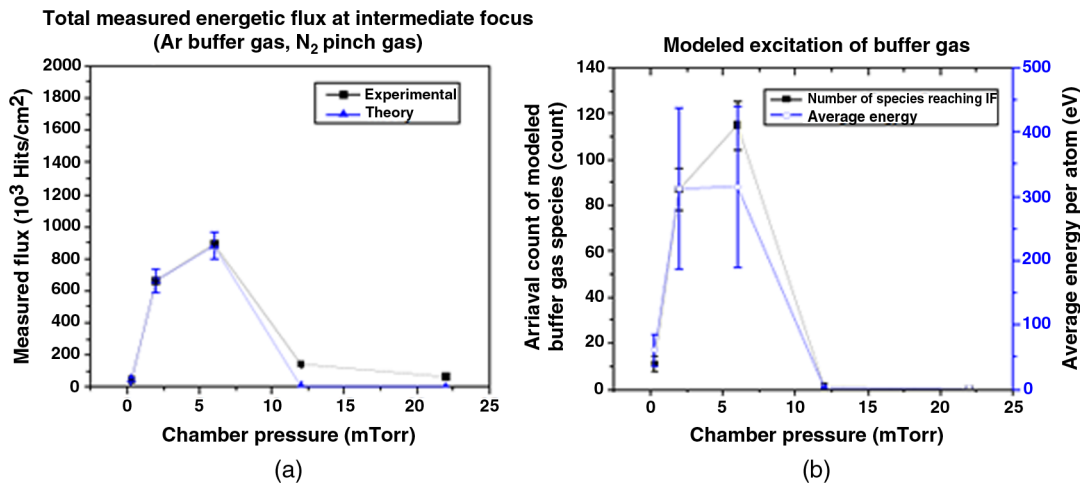 Total measured energetic flux at intermediate focus
(Ar buffer gas, N2 pinch gas)
2000
1800
1600
1400
1200
1000
800
600
400
200
0
Measured flux (10³ Hits/cm²)
Experimental
Theory
0 5 10 15 20 25
Chamber pressure (mTorr)
(a)
Modeled excitation of buffer gas
140
120
100
80
60
40
20
0
Arriaval count of modeled
buffer gas species (count)
Number of species reaching IF
Average energy
500
400
300
200
100
0
Average energy per atom (eV)
0 5 10 15 20 25
Chamber pressure (mTorr)
(b)